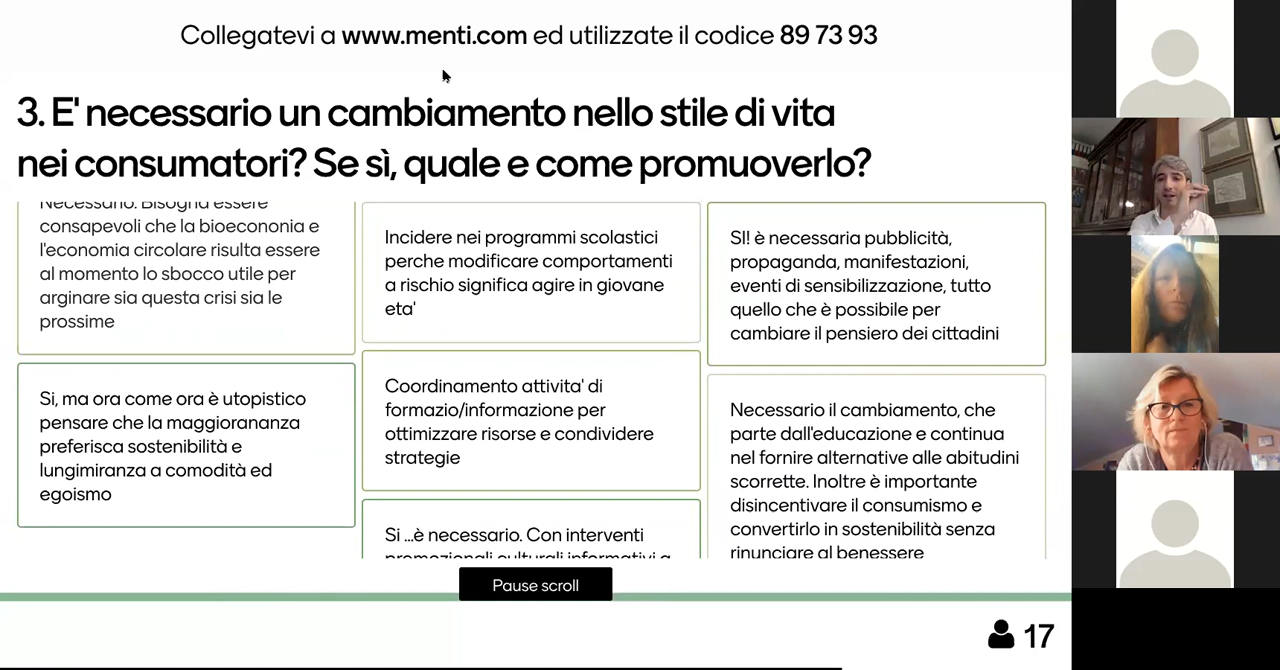 Collegatevi a www.menti.com ed utilizzate il codice 89 73 93
3. E' necessario un cambiamento nello stile di vita
nei consumatori? Se sì, quale e come promuoverlo?
Necessario. Bisogna essere
consapevoli che la bioeconomia e
l'economia circolare risulta essere
al momento lo sbocco utile per
arginare sia questa crisi sia le
prossime
Si, ma ora come ora è utopistico
pensare che la maggiorananza
preferisca sostenibilità e
lungimiranza a comodità ed
egoismo
Incidere nei programmi scolastici
perche modificare comportamenti
a rischio significa agire in giovane
eta'
Coordinamento attivita' di
formazio/informazione per
ottimizzare risorse e condividere
strategie
Si ...è necessario. Con interventi
promozionali culturali informativi a
SI! è necessaria pubblicità,
propaganda, manifestazioni,
eventi di sensibilizzazione, tutto
quello che è possibile per
cambiare il pensiero dei cittadini
Necessario il cambiamento, che
parte dall'educazione e continua
nel fornire alternative alle abitudini
scorrette. Inoltre è importante
disincentivare il consumismo e
convertirlo in sostenibilità senza
rinunciare al benessere
Pause scroll
17